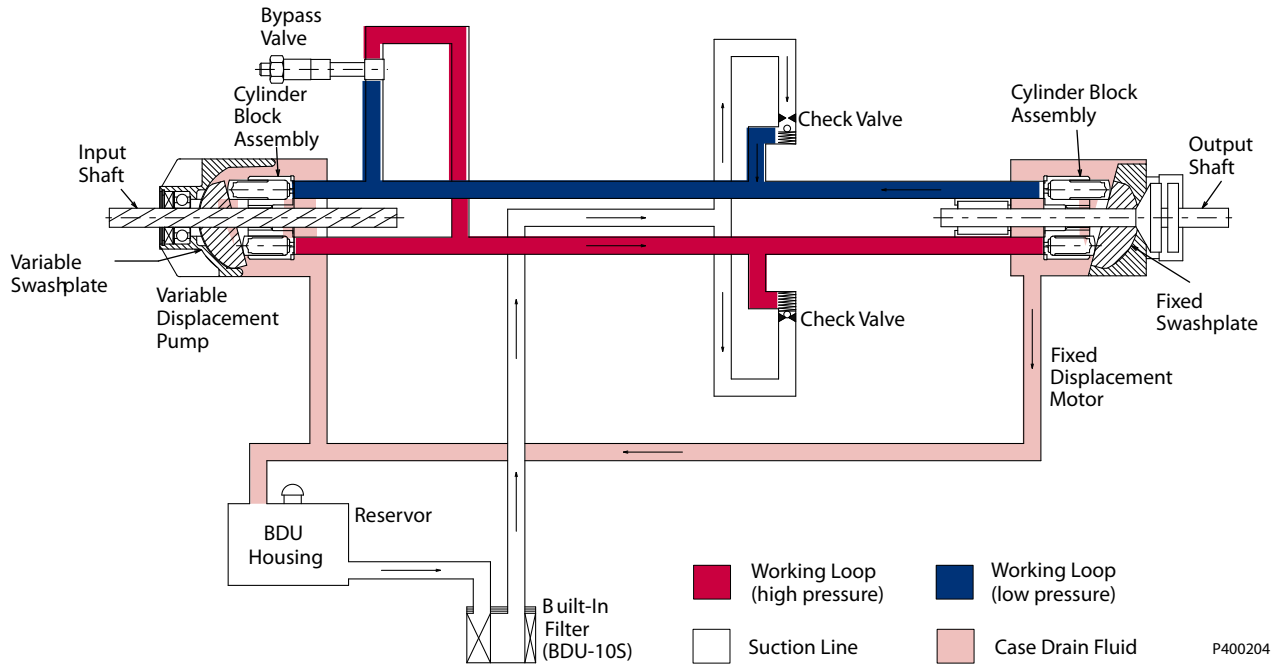 Bypass
Valve
Cylinder
Block
Assembly
Input
Shaft
Check Valve
Cylinder Block
Assembly
Output
Shaft
Variable
Swashplate
Variable
Displacement
Pump
Check Valve
Fixed
Swashplate
Fixed
Displacement
Motor
Reservor
BDU
Housing
Built-In
Filter
(BDU-10S)
Working Loop
(high pressure)
Working Loop
(low pressure)
Suction Line
Case Drain Fluid
P400204